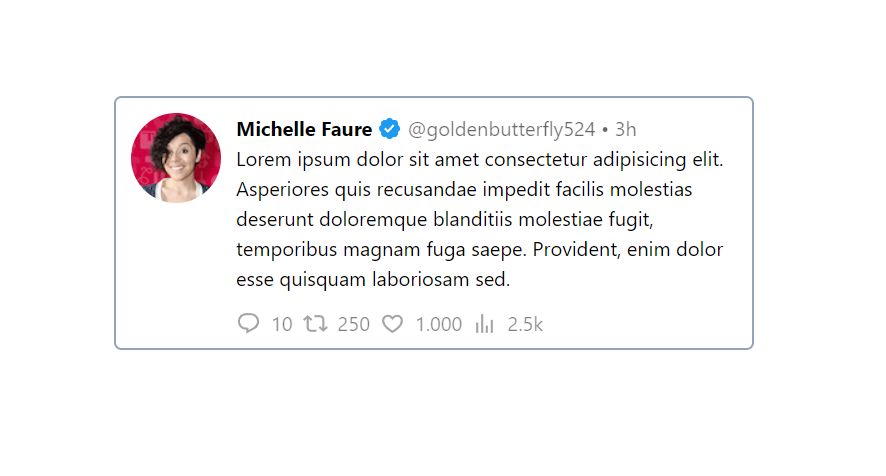 Michelle Faure @goldenbutterfly524 • 3h
Lorem ipsum dolor sit amet consectetur adipisicing elit.
Asperiores quis recusandae impedit facilis molestias
deserunt doloremque blanditiis molestiae fugit,
temporibus magnam fuga saepe. Provident, enim dolor
esse quisquam laboriosam sed.
10 250 1.000 2.5k